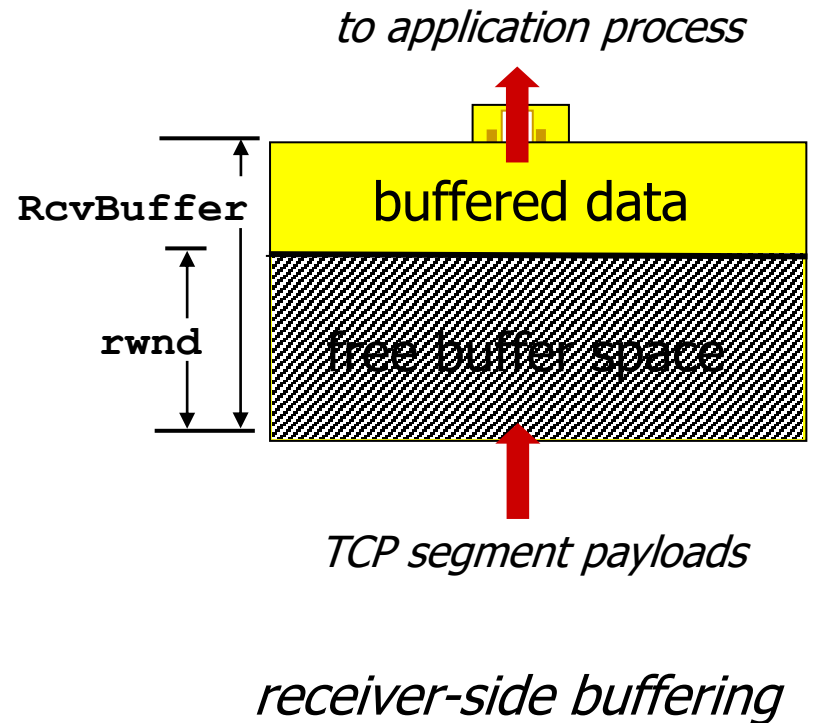 to application process
RcvBuffer
buffered data
rwnd
free buffer space
TCP segment payloads
receiver-side buffering